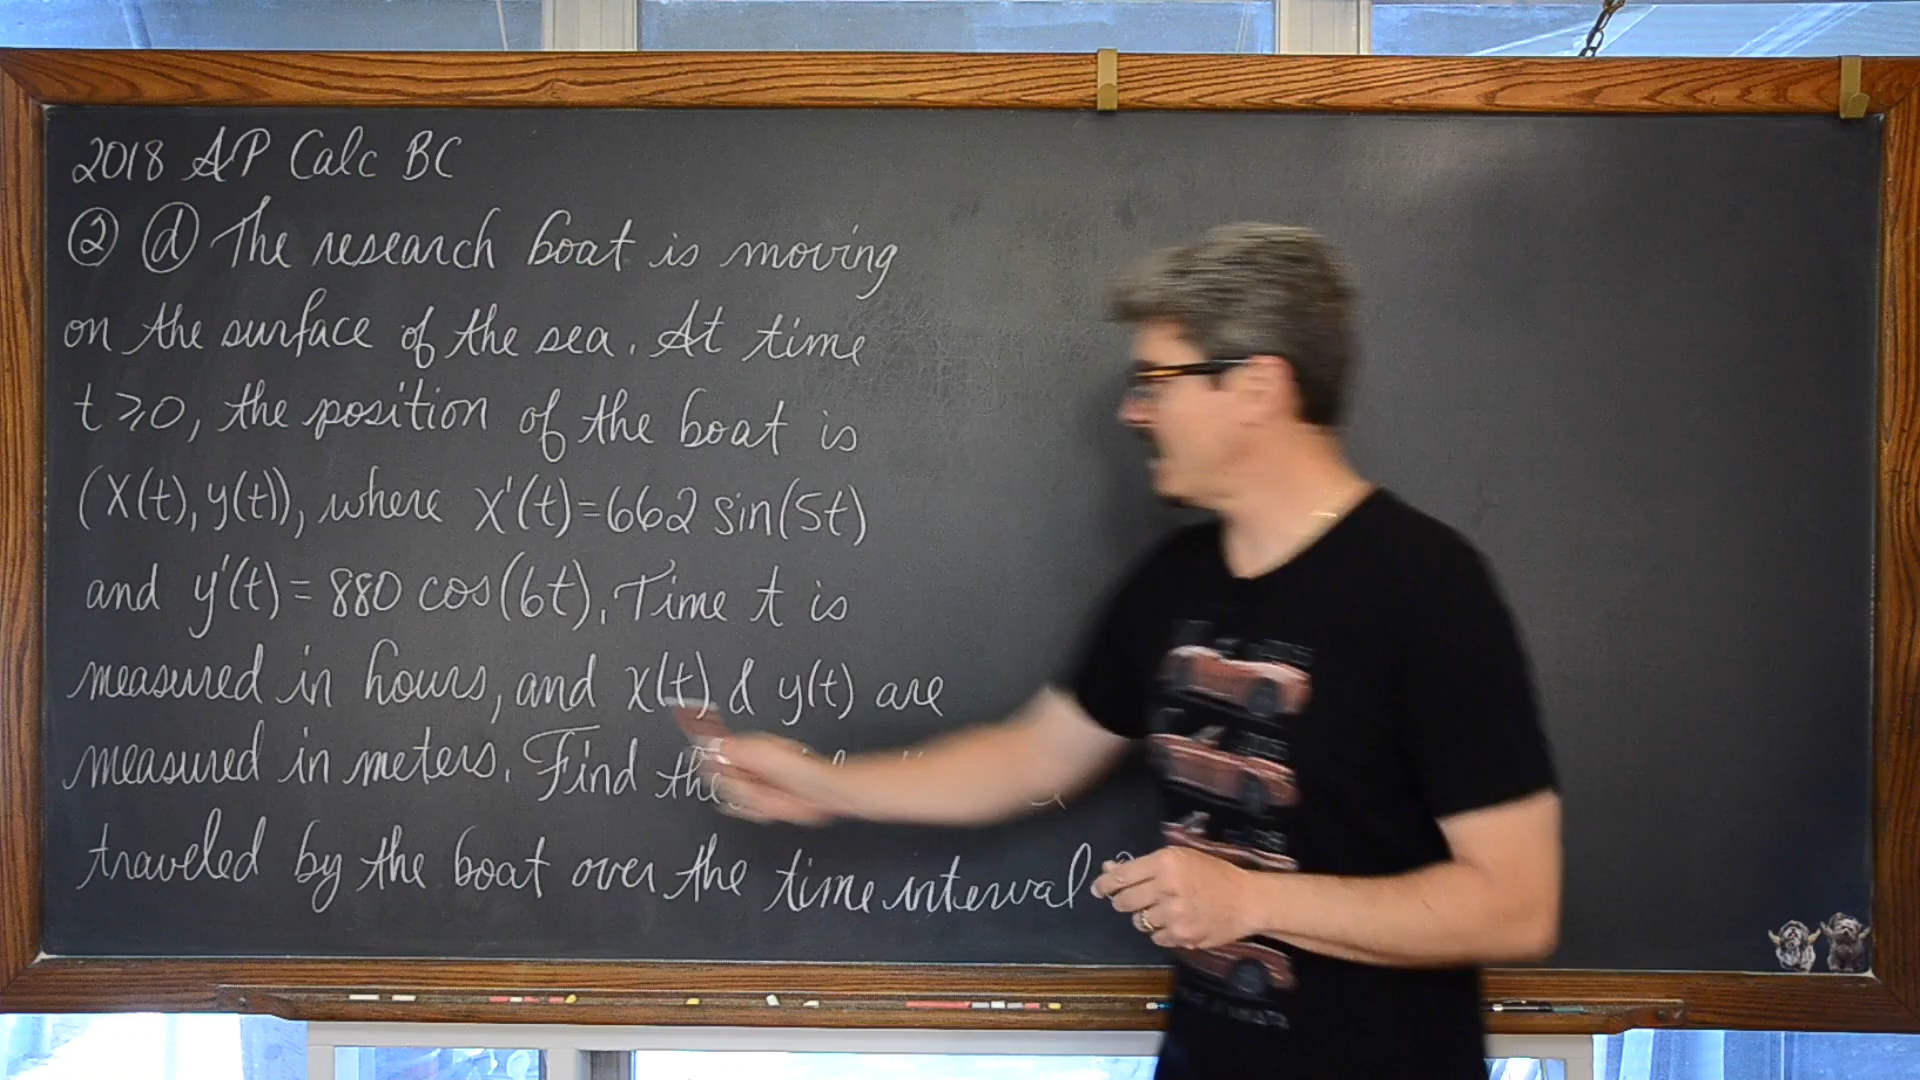 2018 AP Calc BC
② ⓓ The research boat is moving
on the surface of the sea. At time
t ≥ 0, the position of the boat is
(x(t), y(t)), where x'(t) = 662 sin(5t)
and y'(t) = 880 cos(6t). Time t is
measured in hours, and x(t) & y(t) are
measured in meters. Find the
traveled by the boat over the time interval